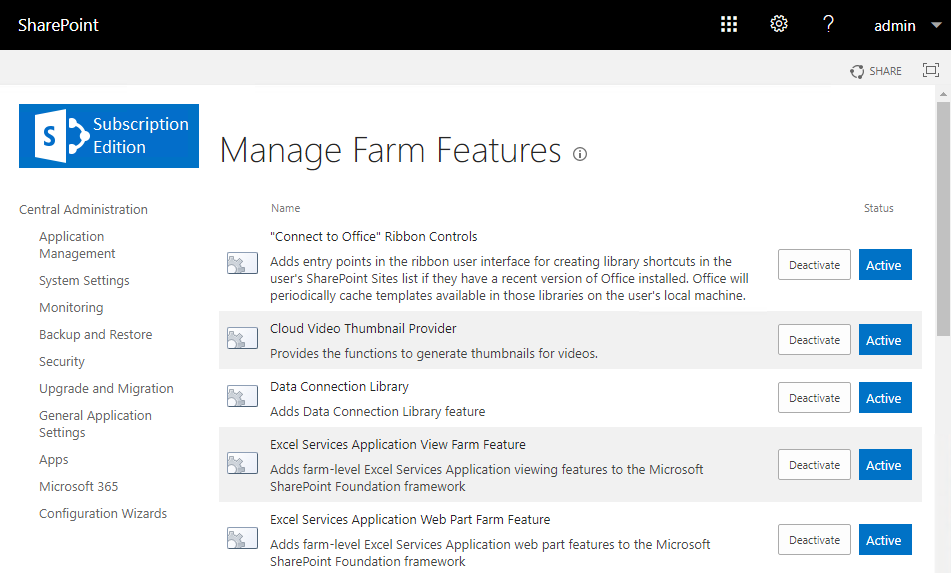 SharePoint
?
admin
SHARE
S
Subscription
Edition
Manage Farm Features
Central Administration
Application
Management
System Settings
Monitoring
Backup and Restore
Security
Upgrade and Migration
General Application
Settings
Apps
Microsoft 365
Configuration Wizards
Name
Status
"Connect to Office" Ribbon Controls
Adds entry points in the ribbon user interface for creating library shortcuts in the
user's SharePoint Sites list if they have a recent version of Office installed. Office will
periodically cache templates available in those libraries on the user's local machine.
Deactivate
Active
Cloud Video Thumbnail Provider
Provides the functions to generate thumbnails for videos.
Deactivate
Active
Data Connection Library
Adds Data Connection Library feature
Deactivate
Active
Excel Services Application View Farm Feature
Adds farm-level Excel Services Application viewing features to the Microsoft
SharePoint Foundation framework
Deactivate
Active
Excel Services Application Web Part Farm Feature
Adds farm-level Excel Services Application web part features to the Microsoft
SharePoint Foundation framework
Deactivate
Active